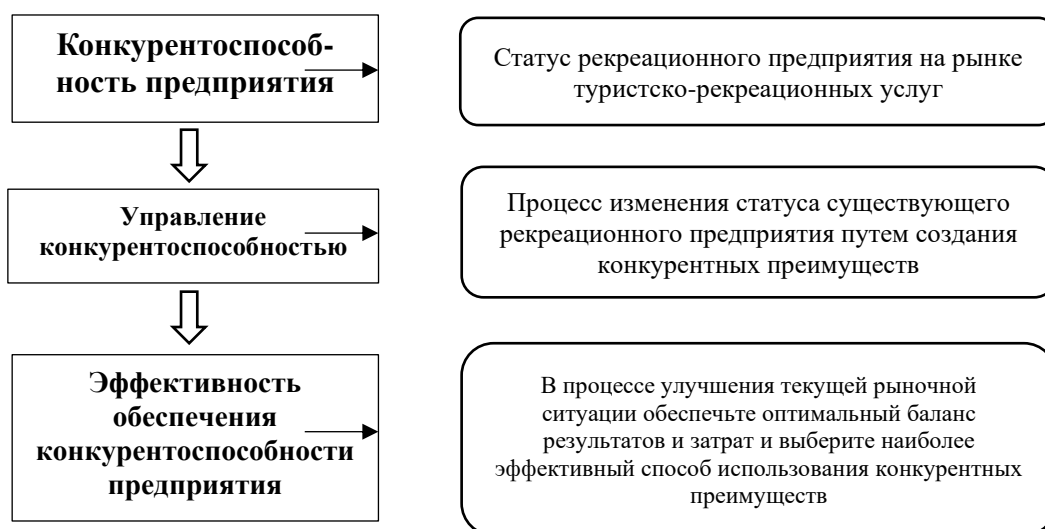 Конкурентоспособ-
ность предприятия
Статус рекреационного предприятия на рынке
туристско-рекреационных услуг
Управление
конкурентоспособностью
Процесс изменения статуса существующего
рекреационного предприятия путем создания
конкурентных преимуществ
Эффективность
обеспечения
конкурентоспособности
предприятия
В процессе улучшения текущей рыночной
ситуации обеспечьте оптимальный баланс
результатов и затрат и выберите наиболее
эффективный способ использования конкурентных
преимуществ